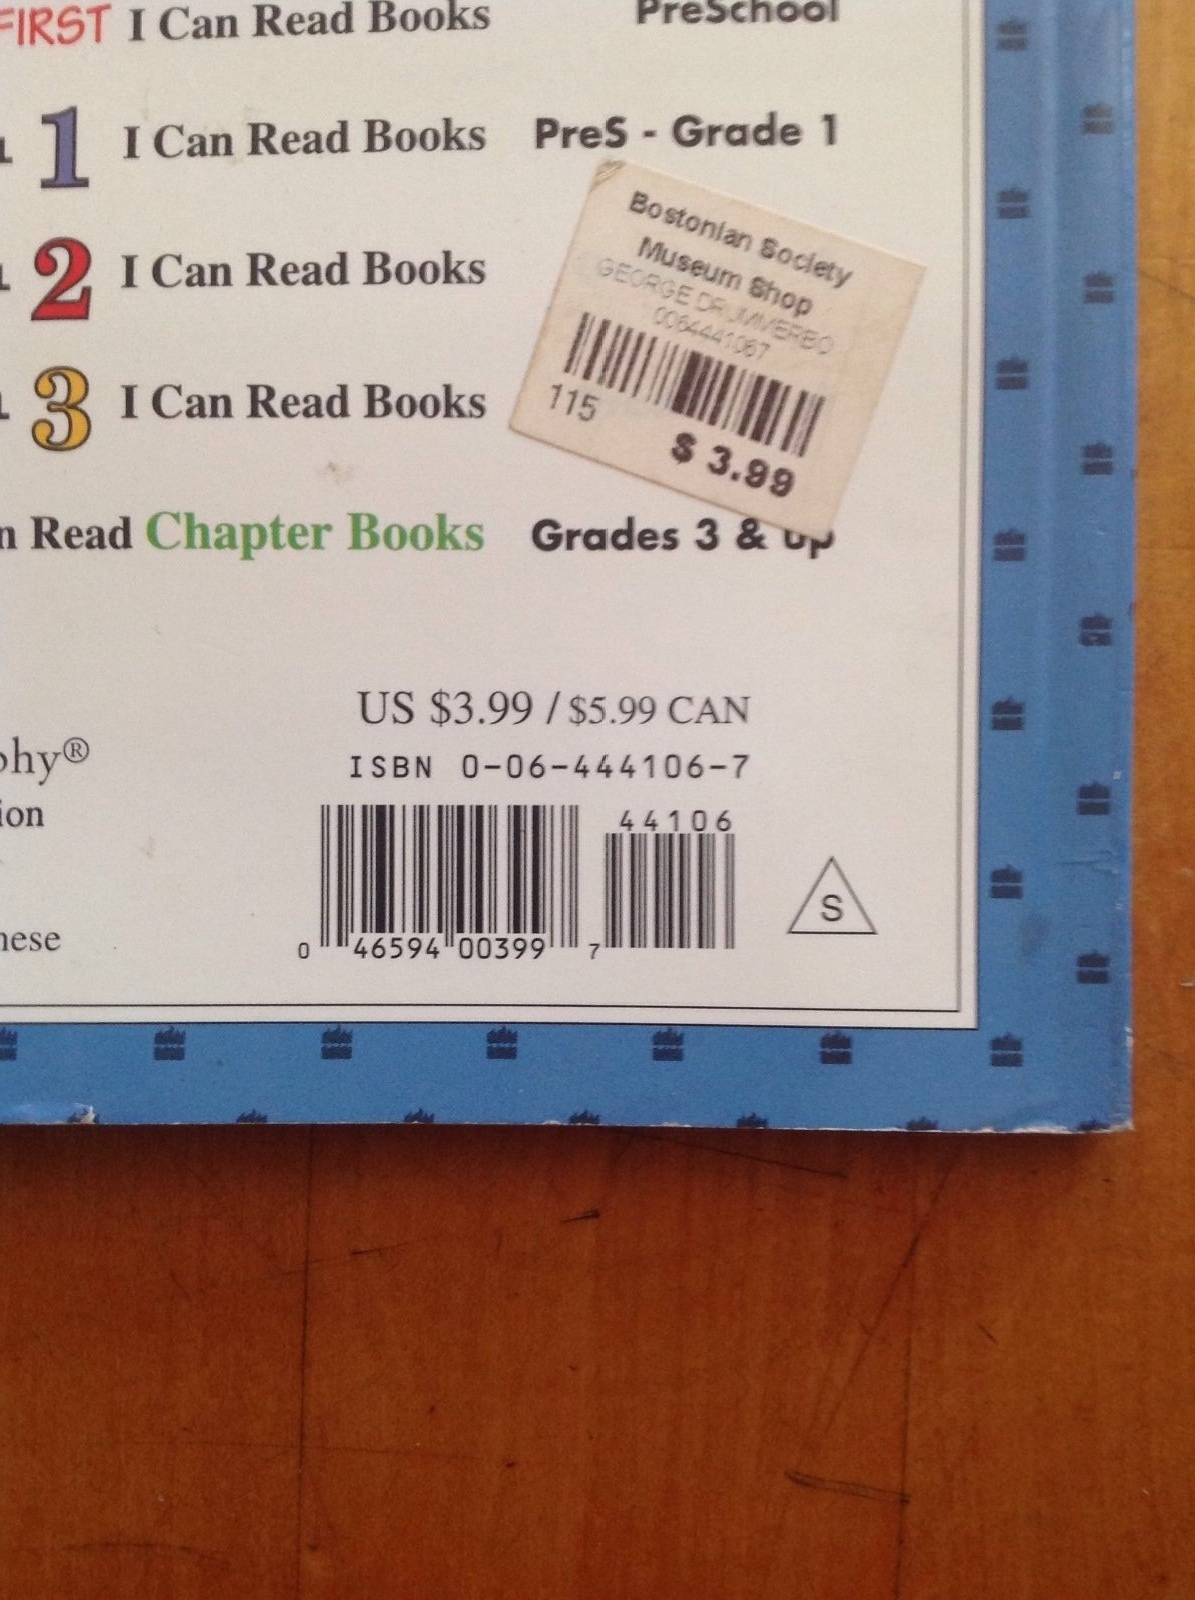 FIRST I Can Read Books PreSchool
1 I Can Read Books PreS - Grade 1
2 I Can Read Books
3 I Can Read Books
Bostonian Society
Museum Shop
GEORGE DRUMMERBO
0064441067
115
$ 3.99
n Read Chapter Books Grades 3 & Up
US $3.99 / $5.99 CAN
phy®
ISBN 0-06-444106-7
ion
44106
S
nese
0 46594 00399 7